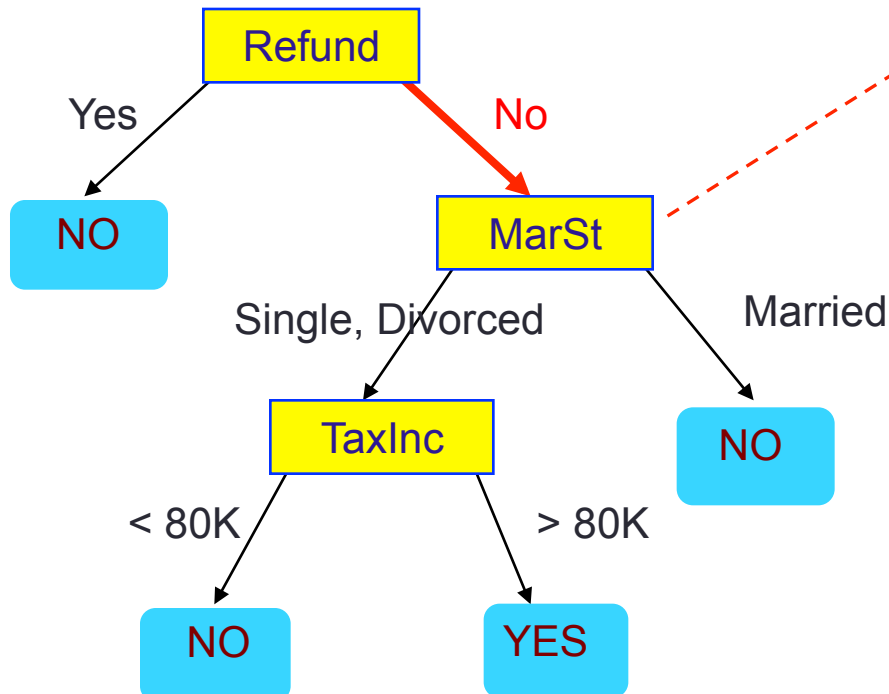 Refund
Yes
No
NO
MarSt
Single, Divorced
Married
TaxInc
NO
< 80K
> 80K
NO
YES